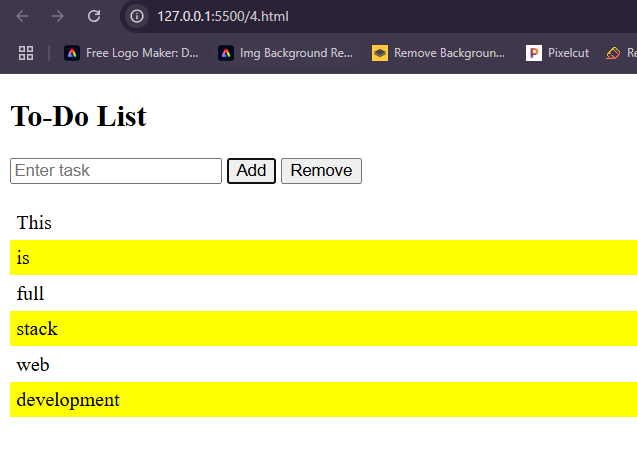 127.0.0.1:5500/4.html
Free Logo Maker: D... Img Background Re... Remove Backgroun... Pixelcut Re
To-Do List
Enter task Add Remove
This
is
full
stack
web
development